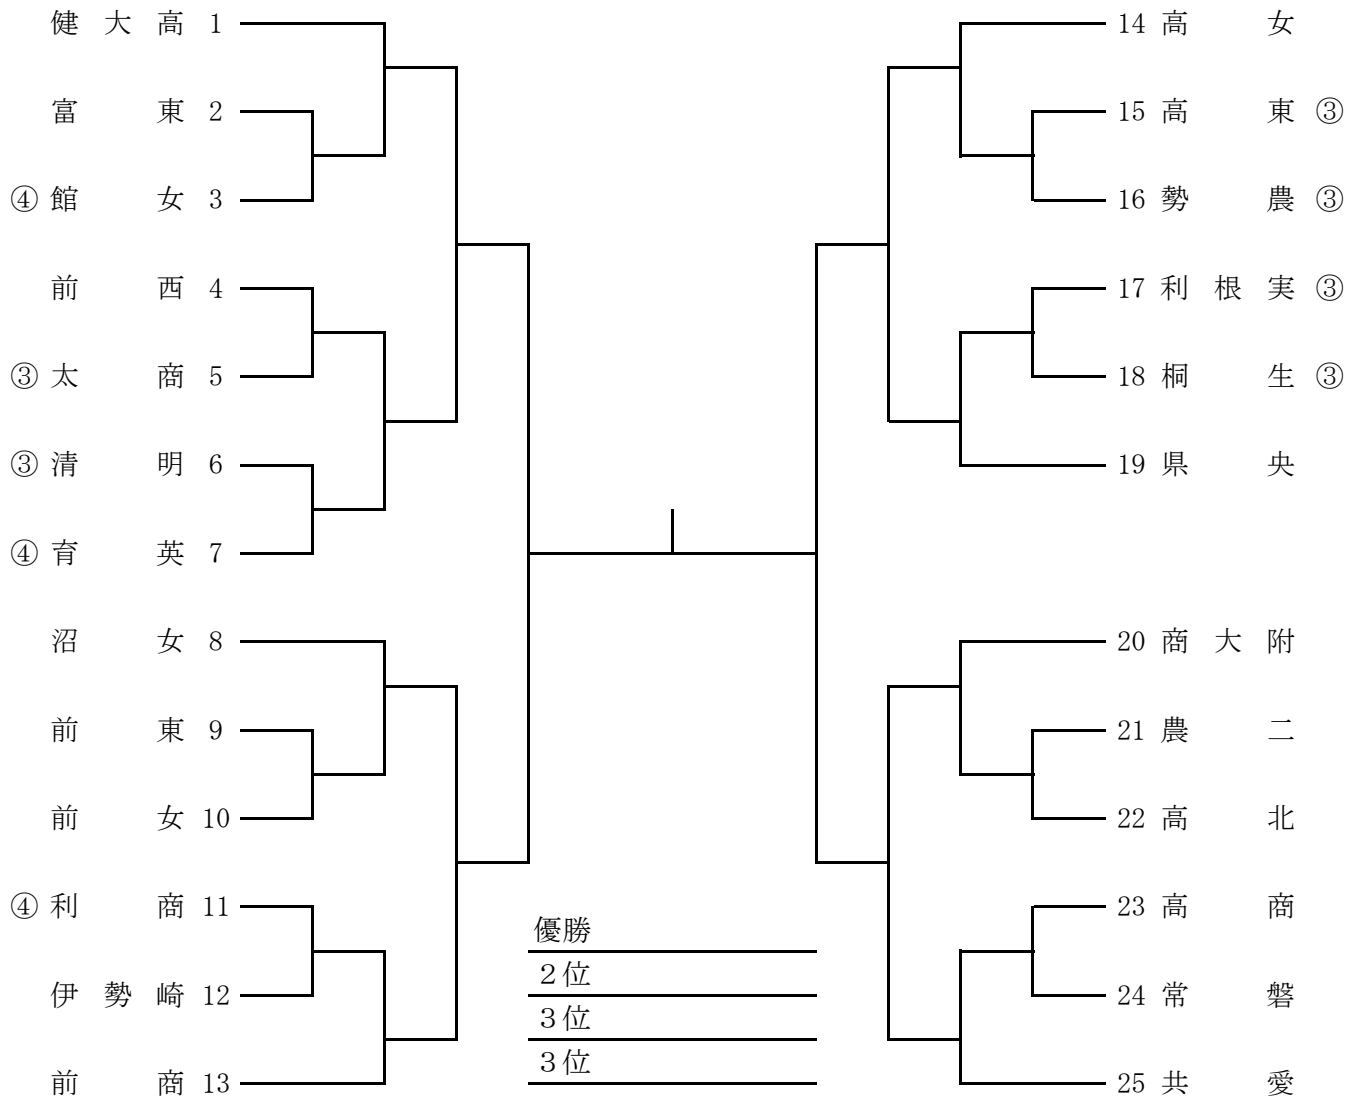 健大高 1
富東 2
④ 館女 3
前西 4
③ 太商 5
③ 清明 6
④ 育英 7
沼女 8
前東 9
前女 10
④ 利商 11
伊勢崎 12
前商 13
優勝
２位
３位
３位
14 高女
15 高東 ③
16 勢農 ③
17 利根実 ③
18 桐生 ③
19 県央
20 商大附
21 農二
22 高北
23 高商
24 常磐
25 共愛